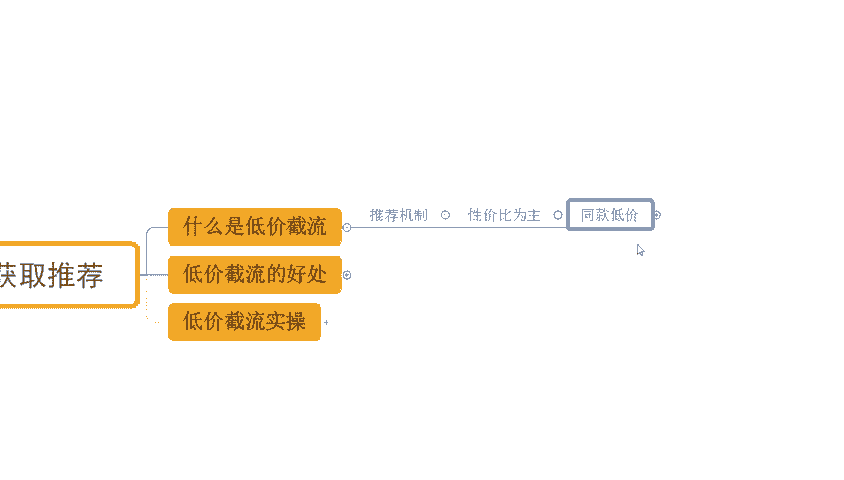 获取推荐
什么是低价截流
推荐机制
性价比为主
同款低价
低价截流的好处
低价截流实操